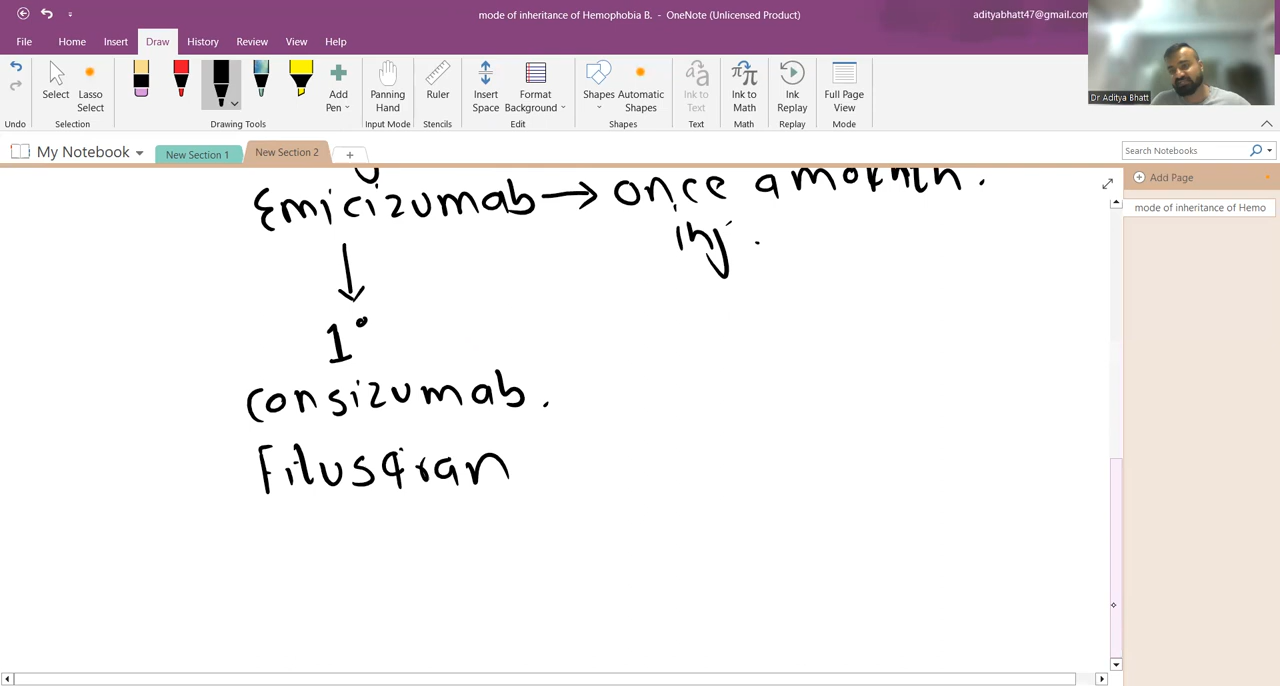 mode of inheritance of Hemophobia B. - OneNote (Unlicensed Product)
adityabhatt47@gmail.com
File Home Insert Draw History Review View Help
Select
Lasso Select
Add Pen
Panning Hand
Ruler
Insert Space
Format Background
Shapes
Automatic Shapes
Ink to Text
Ink to Math
Ink Replay
Full Page View
Undo Selection Drawing Tools Input Mode Stencils Edit Shapes Text Math Replay Mode
Dr Aditya Bhatt
My Notebook New Section 1 New Section 2
Search Notebooks
Add Page
mode of inheritance of Hemo
Emicizumab → once a month.
inj.
↓
1°
Consizumab.
Fitusiran